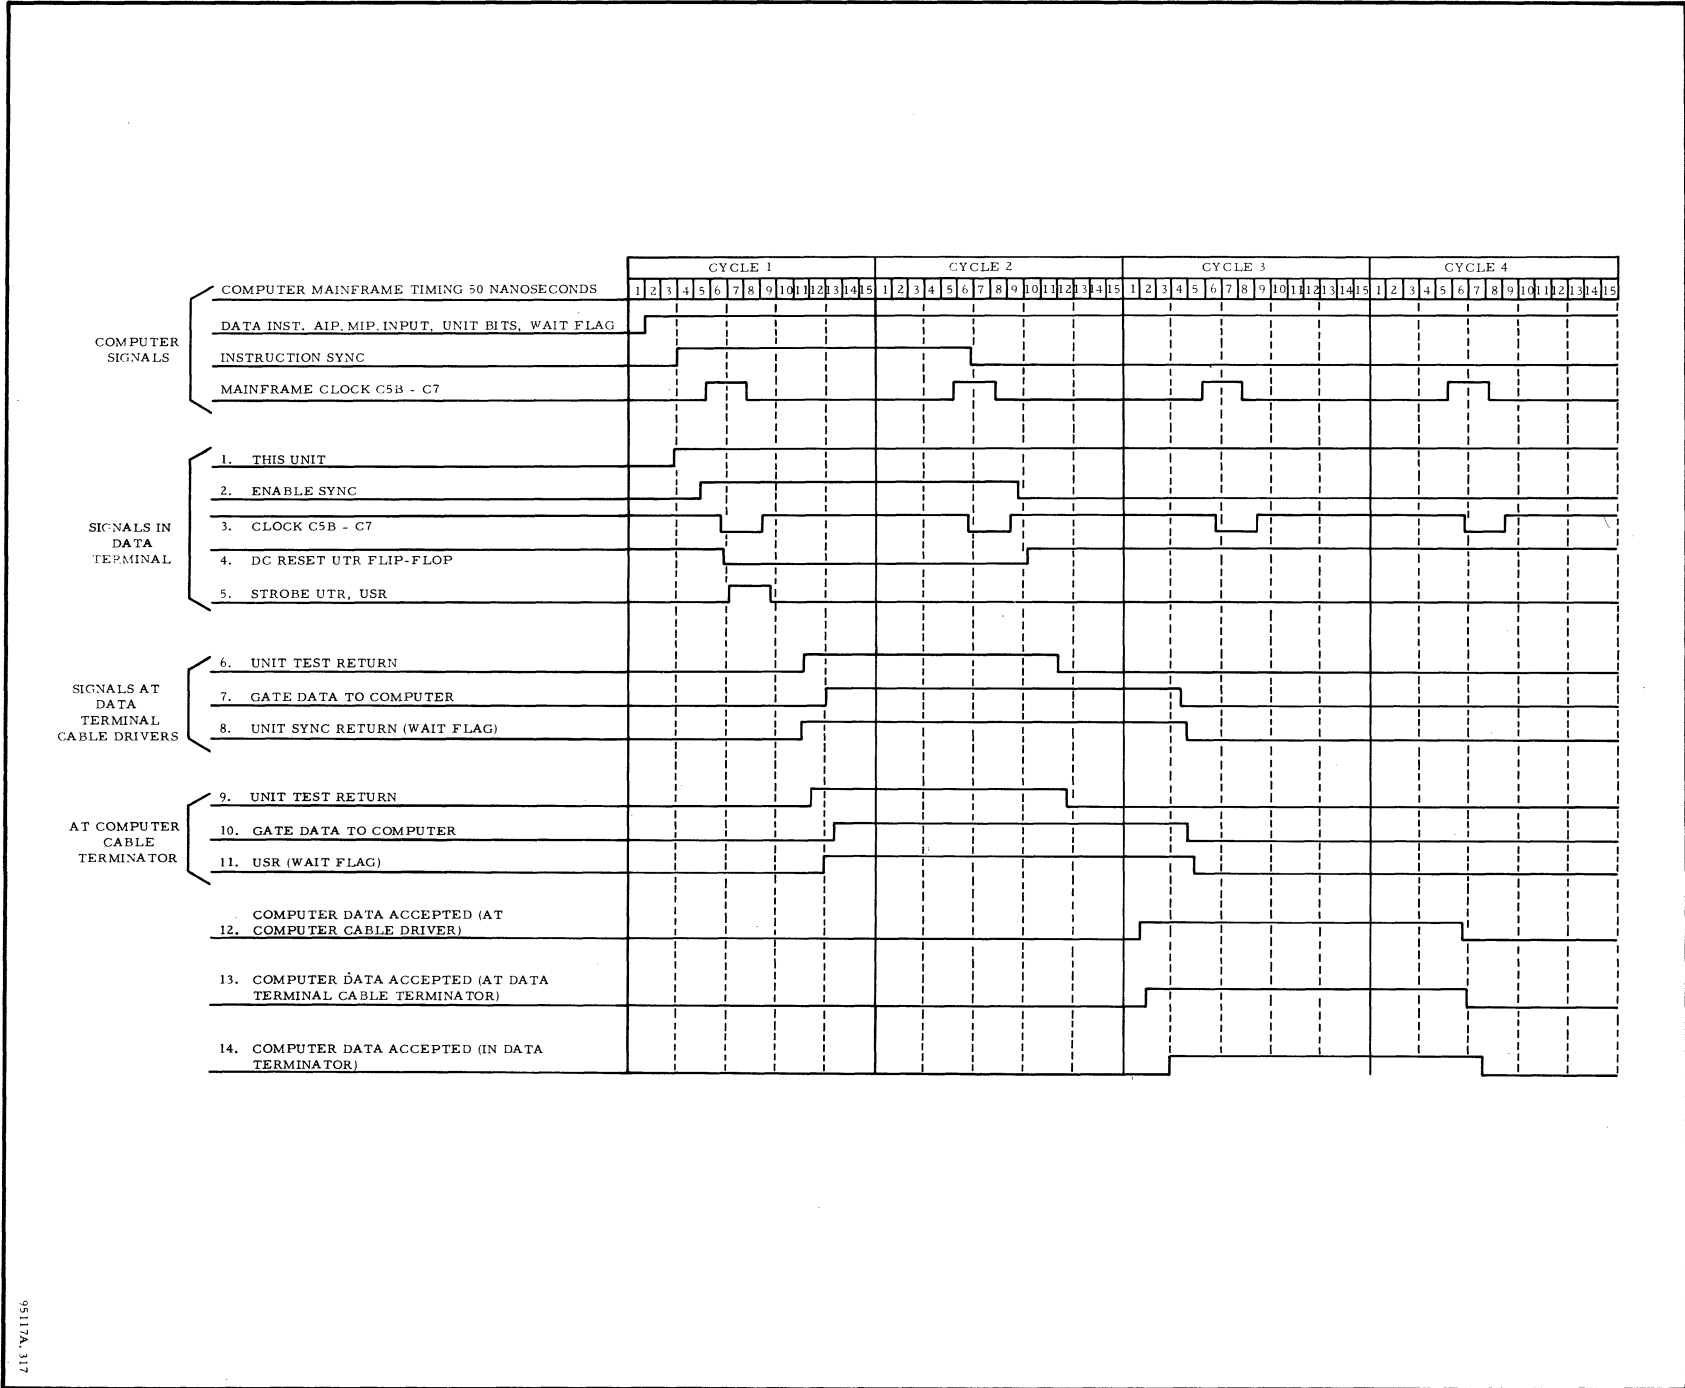 CYCLE 1 CYCLE 2 CYCLE 3 CYCLE 4
COMPUTER MAINFRAME TIMING 50 NANOSECONDS
1 2 3 4 5 6 7 8 9 10 11 12 13 14 15 1 2 3 4 5 6 7 8 9 10 11 12 13 14 15 1 2 3 4 5 6 7 8 9 10 11 12 13 14 15 1 2 3 4 5 6 7 8 9 10 11 12 13 14 15
COMPUTER
SIGNALS
DATA INST. AIP, MIP, INPUT, UNIT BITS, WAIT FLAG
INSTRUCTION SYNC
MAINFRAME CLOCK C5B - C7
SIGNALS IN
DATA
TERMINAL
1. THIS UNIT
2. ENABLE SYNC
3. CLOCK C5B - C7
4. DC RESET UTR FLIP-FLOP
5. STROBE UTR, USR
SIGNALS AT
DATA
TERMINAL
CABLE DRIVERS
6. UNIT TEST RETURN
7. GATE DATA TO COMPUTER
8. UNIT SYNC RETURN (WAIT FLAG)
AT COMPUTER
CABLE
TERMINATOR
9. UNIT TEST RETURN
10. GATE DATA TO COMPUTER
11. USR (WAIT FLAG)
COMPUTER DATA ACCEPTED (AT
12. COMPUTER CABLE DRIVER)
13. COMPUTER DATA ACCEPTED (AT DATA
TERMINAL CABLE TERMINATOR)
14. COMPUTER DATA ACCEPTED (IN DATA
TERMINATOR)
95117A. 317